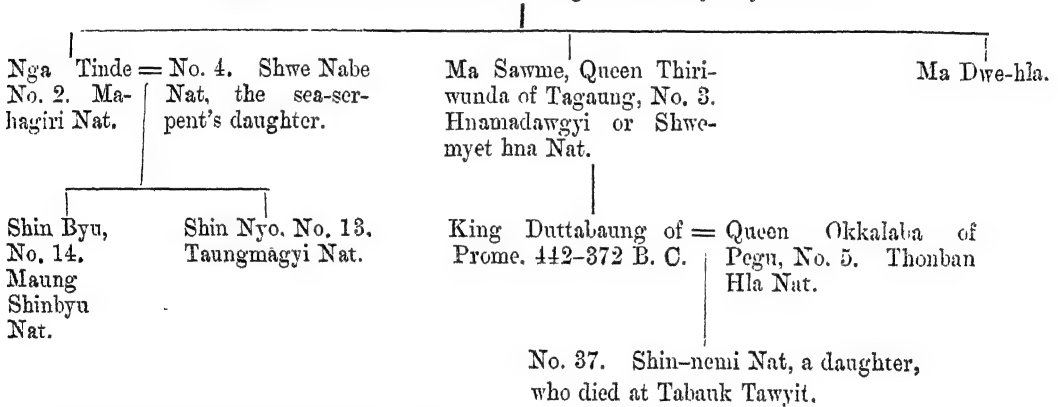 Nga Tinde = No. 4. Shwe Nabe
No. 2. Ma- Nat, the sea-ser-
hagiri Nat. pent's daughter.
Ma Sawme, Queen Thiri-
wunda of Tagaung, No. 3.
Hnamadawgyi or Shwe-
myet hna Nat.
Ma Dwe-hla.
Shin Byu,
No. 14.
Maung
Shinbyu
Nat.
Shin Nyo. No. 13.
Taungmagyi Nat.
King Duttabaung of = Queen Okkalaba of
Prome. 442-372 B. C. Pegu, No. 5. Thonban
Hla Nat.
No. 37. Shin-nemi Nat, a daughter,
who died at Tabauk Tawyit.